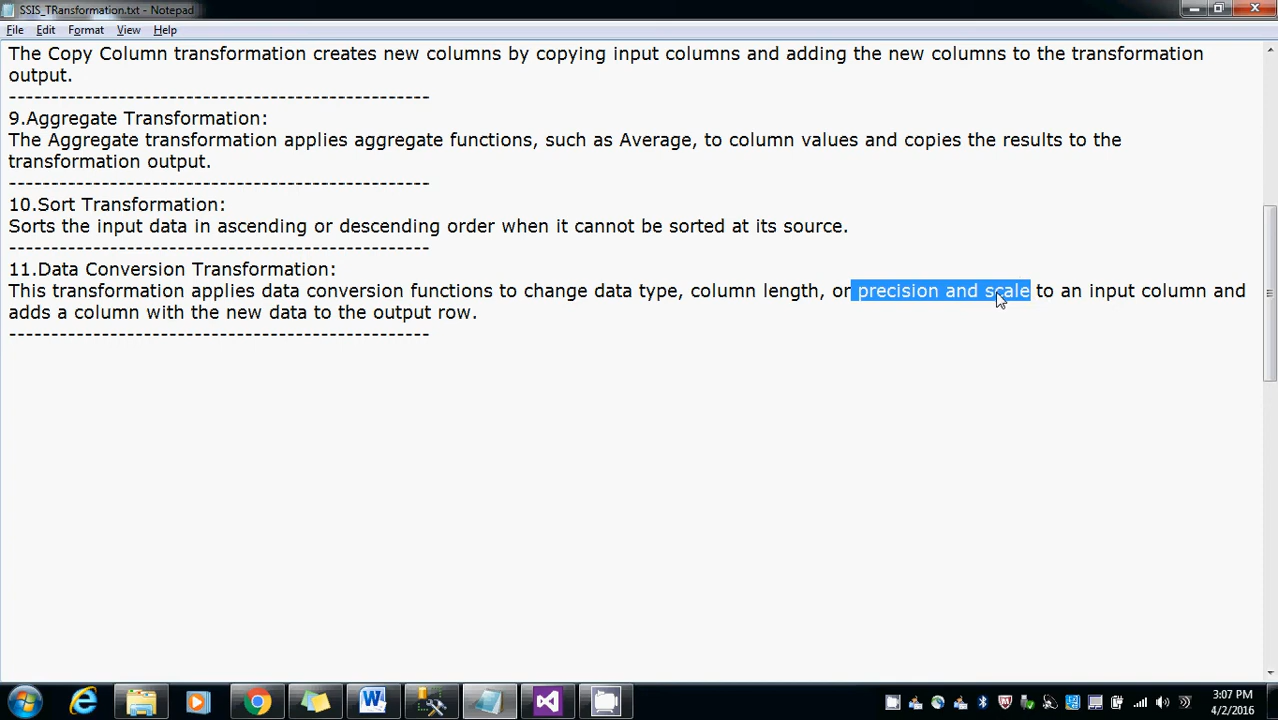 SSIS_TRansformation.txt - Notepad
File Edit Format View Help
The Copy Column transformation creates new columns by copying input columns and adding the new columns to the transformation
output.
-------------------------------------------------
9.Aggregate Transformation:
The Aggregate transformation applies aggregate functions, such as Average, to column values and copies the results to the
transformation output.
-------------------------------------------------
10.Sort Transformation:
Sorts the input data in ascending or descending order when it cannot be sorted at its source.
-------------------------------------------------
11.Data Conversion Transformation:
This transformation applies data conversion functions to change data type, column length, or precision and scale to an input column and
adds a column with the new data to the output row.
-------------------------------------------------
3:07 PM
4/2/2016